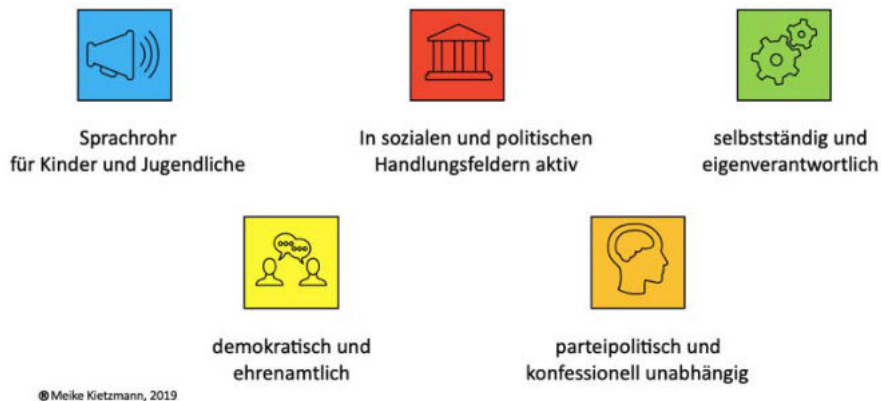 Sprachrohr
für Kinder und Jugendliche
In sozialen und politischen
Handlungsfeldern aktiv
selbstständig und
eigenverantwortlich
demokratisch und
ehrenamtlich
parteipolitisch und
konfessionell unabhängig
® Meike Kietzmann, 2019